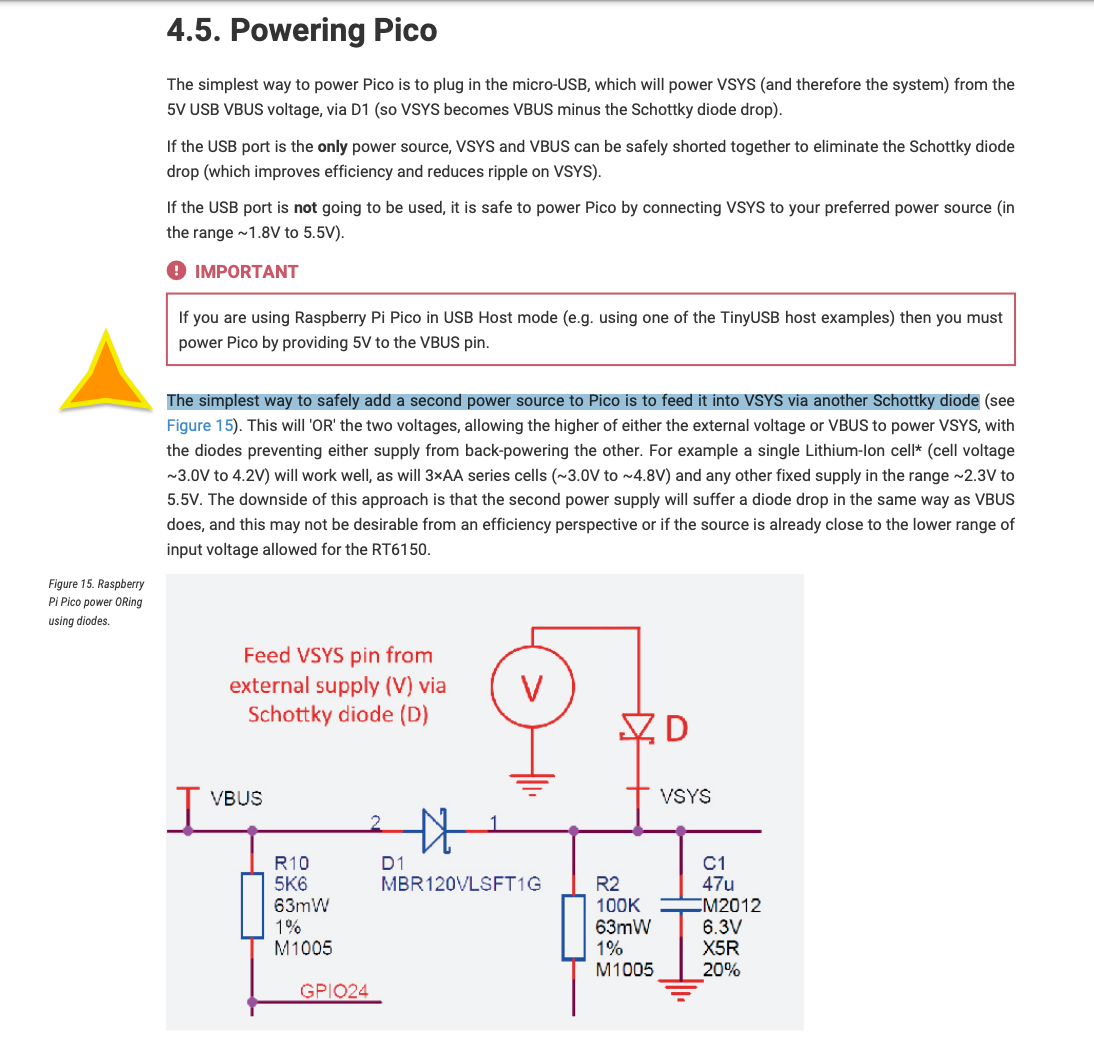 4.5. Powering Pico
The simplest way to power Pico is to plug in the micro-USB, which will power VSYS (and therefore the system) from the
5V USB VBUS voltage, via D1 (so VSYS becomes VBUS minus the Schottky diode drop).
If the USB port is the only power source, VSYS and VBUS can be safely shorted together to eliminate the Schottky diode
drop (which improves efficiency and reduces ripple on VSYS).
If the USB port is not going to be used, it is safe to power Pico by connecting VSYS to your preferred power source (in
the range ~1.8V to 5.5V).
! IMPORTANT
If you are using Raspberry Pi Pico in USB Host mode (e.g. using one of the TinyUSB host examples) then you must
power Pico by providing 5V to the VBUS pin.
The simplest way to safely add a second power source to Pico is to feed it into VSYS via another Schottky diode (see
Figure 15). This will 'OR' the two voltages, allowing the higher of either the external voltage or VBUS to power VSYS, with
the diodes preventing either supply from back-powering the other. For example a single Lithium-Ion cell* (cell voltage
~3.0V to 4.2V) will work well, as will 3×AA series cells (~3.0V to ~4.8V) and any other fixed supply in the range ~2.3V to
5.5V. The downside of this approach is that the second power supply will suffer a diode drop in the same way as VBUS
does, and this may not be desirable from an efficiency perspective or if the source is already close to the lower range of
input voltage allowed for the RT6150.
Figure 15. Raspberry
Pi Pico power ORing
using diodes.
Feed VSYS pin from
external supply (V) via
Schottky diode (D)
V
D
VBUS
VSYS
2
1
R10
5K6
63mW
1%
M1005
GPIO24
D1
MBR120VLSFT1G
R2
100K
63mW
1%
M1005
C1
47u
M2012
6.3V
X5R
20%